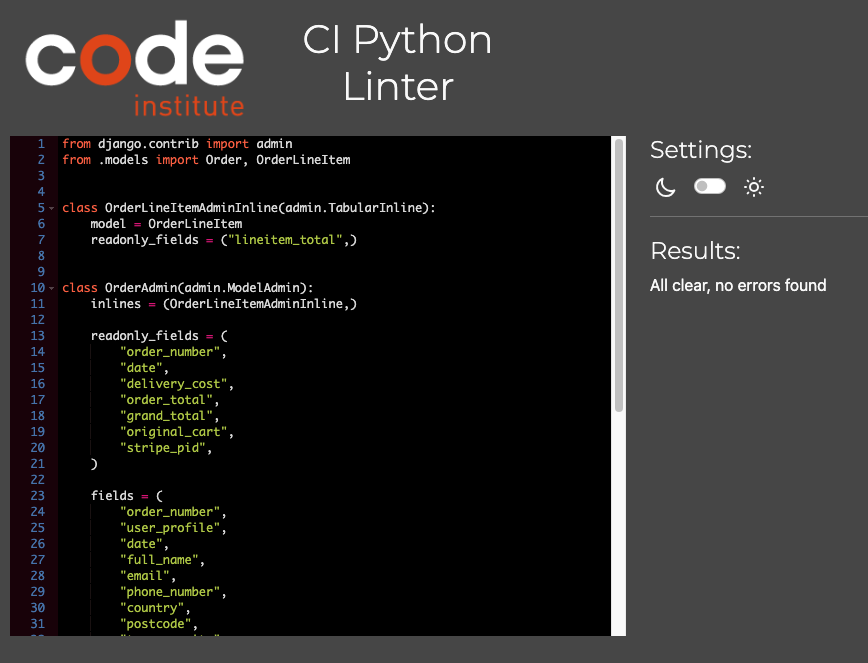 code
institute
CI Python
Linter
1 from django.contrib import admin
2 from .models import Order, OrderLineItem
3
4
5 class OrderLineItemAdminInline(admin.TabularInline):
6     model = OrderLineItem
7     readonly_fields = ("lineitem_total",)
8
9
10 class OrderAdmin(admin.ModelAdmin):
11     inlines = (OrderLineItemAdminInline,)
12
13     readonly_fields = (
14         "order_number",
15         "date",
16         "delivery_cost",
17         "order_total",
18         "grand_total",
19         "original_cart",
20         "stripe_pid",
21     )
22
23     fields = (
24         "order_number",
25         "user_profile",
26         "date",
27         "full_name",
28         "email",
29         "phone_number",
30         "country",
31         "postcode",
Settings:
Results:
All clear, no errors found